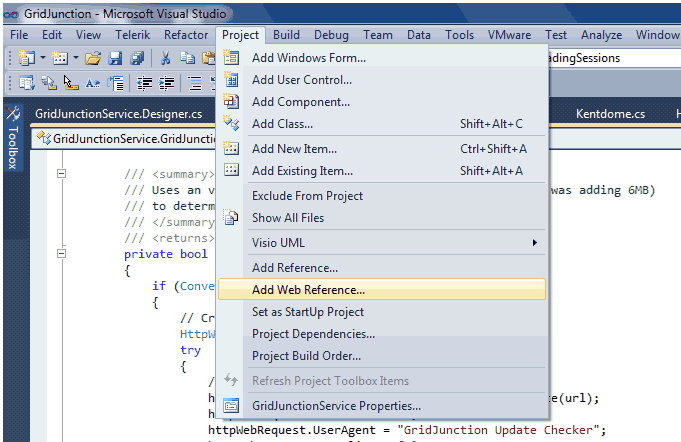 GridJunction - Microsoft Visual Studio
File Edit View Telerik Refactor Project Build Debug Team Data Tools VMware Test Analyze Window
Add Windows Form...
adingSessions
Add User Control...
Add Component...
GridJunctionService.Designer.cs
Kentdome.cs
Add Class... Shift+Alt+C
GridJunctionService.GridJunction
Toolbox
Add New Item... Ctrl+Shift+A
Add Existing Item... Shift+Alt+A
/// <summary>
/// Uses an v
was adding 6MB)
Exclude From Project
/// to determ
Show All Files
/// </summary
/// <returns>
Visio UML
private bool
Add Reference...
{
if (Conve
Add Web Reference...
{
Set as StartUp Project
// Cr
HttpW
Project Dependencies...
try
Project Build Order...
{
/
Refresh Project Toolbox Items
h
te(url);
GridJunctionService Properties...
httpWebRequest.UserAgent = "GridJunction Update Checker";